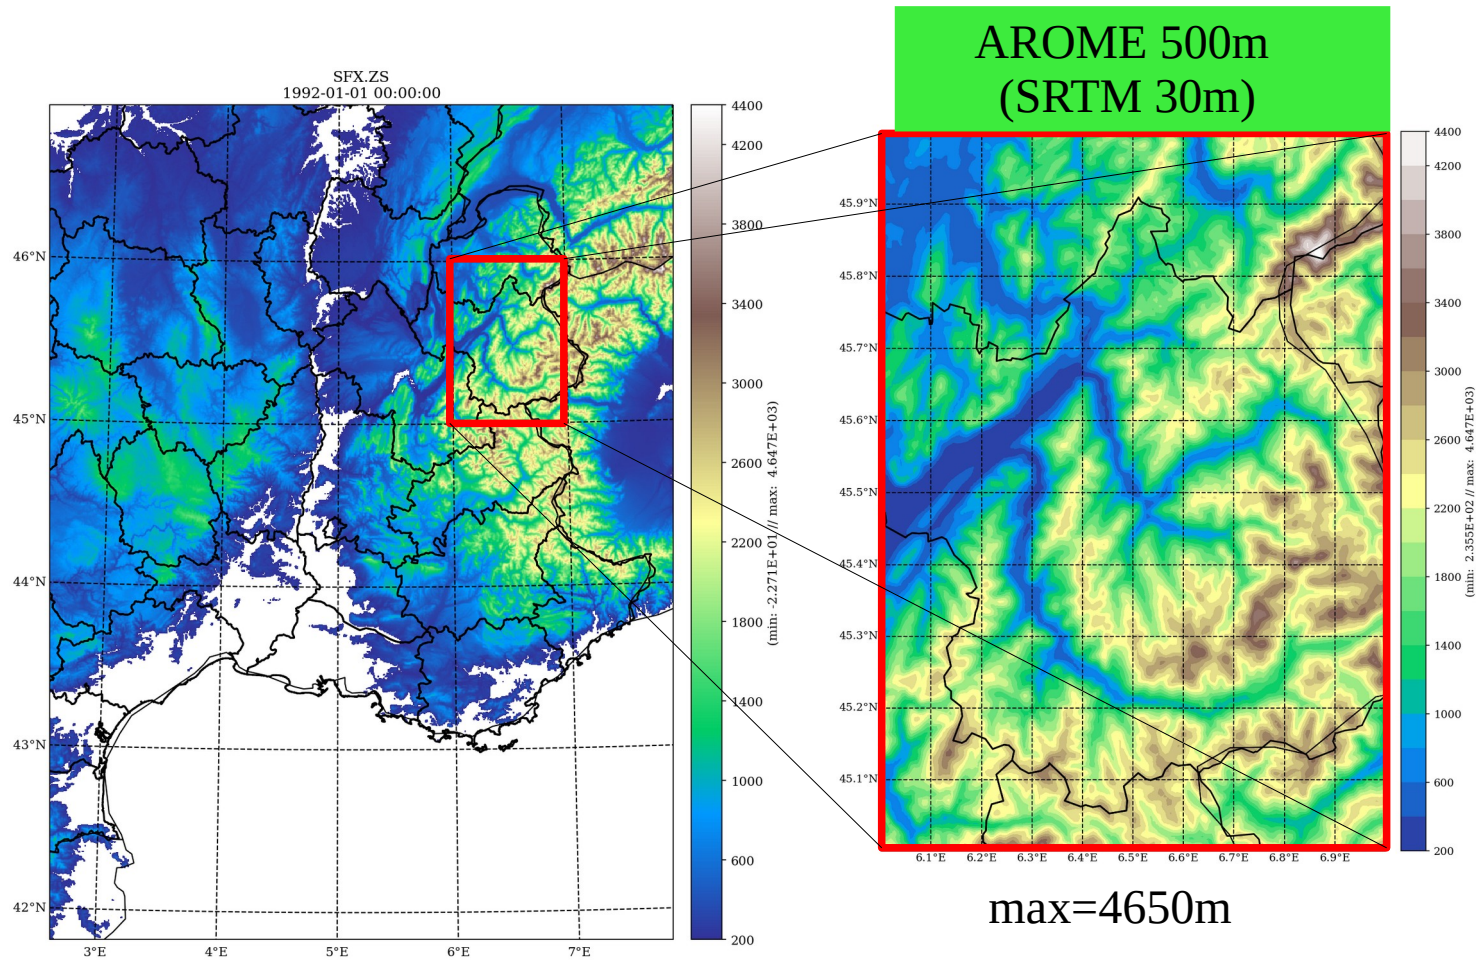 AROME 500m
(SRTM 30m)
SFX.ZS
1992-01-01 00:00:00
46°N
45°N
44°N
43°N
42°N
3°E
4°E
5°E
6°E
7°E
4400
4200
3800
3400
3000
2600
2200
1800
1400
1000
600
200
(min: -2.271E+01 // max: 4.647E+03)
45.9°N
45.8°N
45.7°N
45.6°N
45.5°N
45.4°N
45.3°N
45.2°N
45.1°N
6.1°E
6.2°E
6.3°E
6.4°E
6.5°E
6.6°E
6.7°E
6.8°E
6.9°E
4400
4200
3800
3400
3000
2600
2200
1800
1400
1000
600
200
(min: 2.355E+02 // max: 4.647E+03)
max=4650m